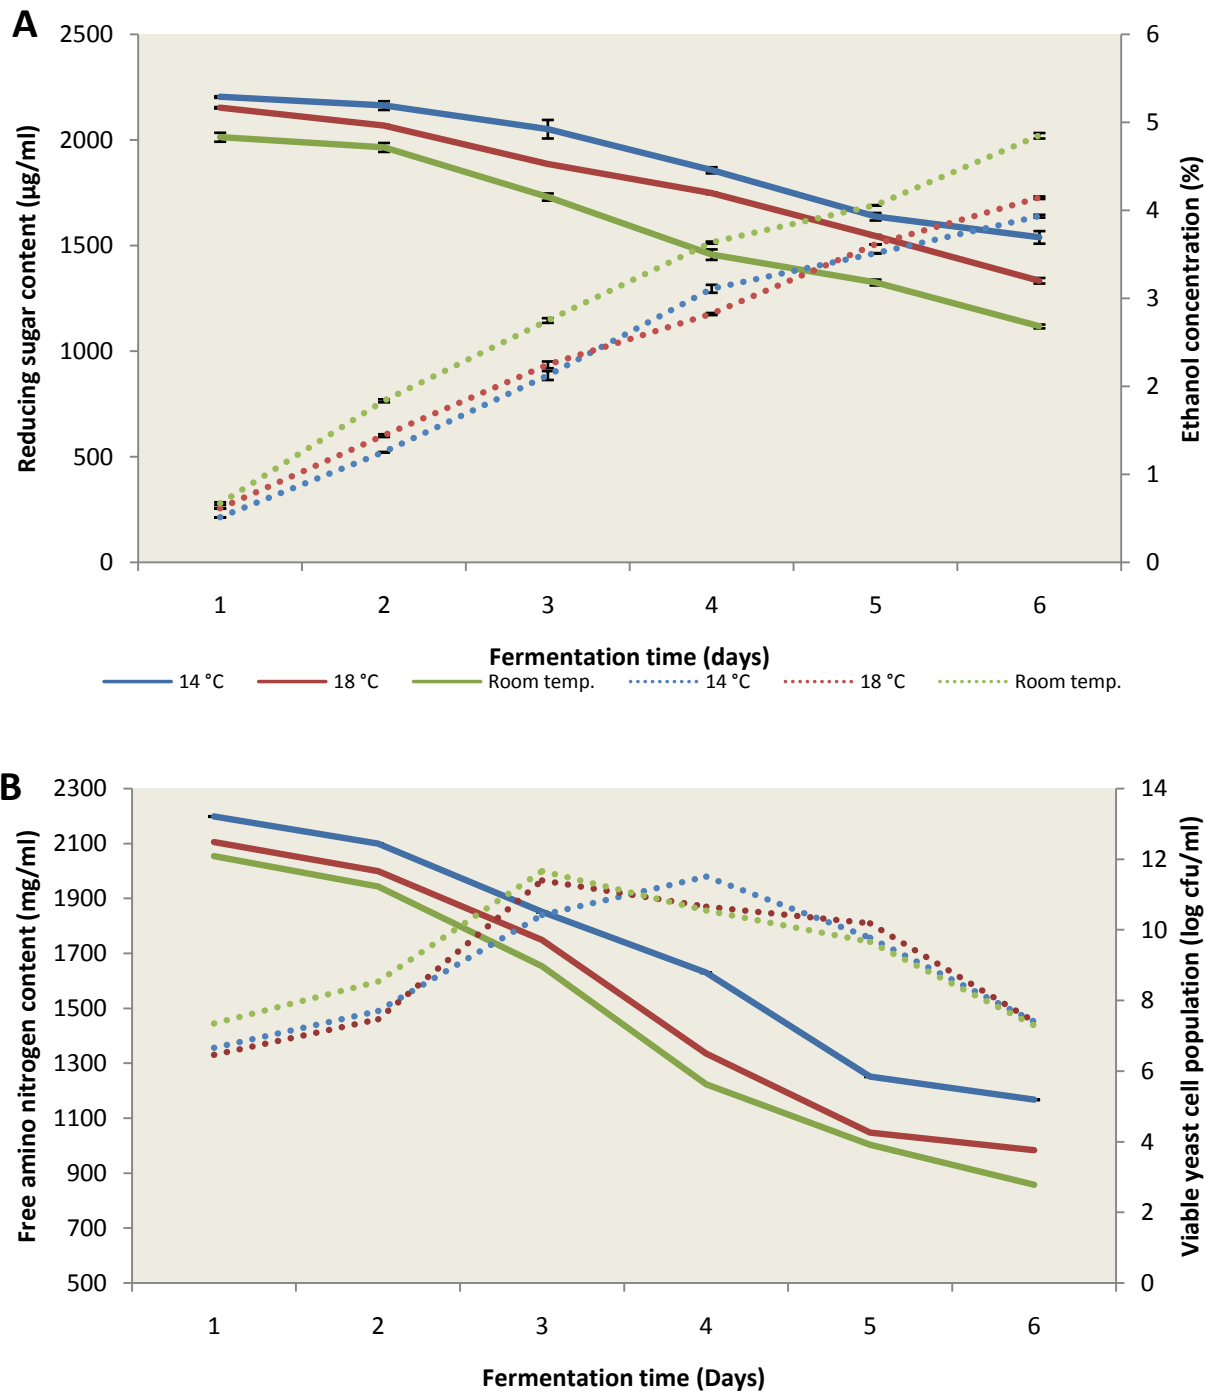 A
Reducing sugar content (µg/ml)
2500
2000
1500
1000
500
0
6
5
4
3
2
1
0
Ethanol concentration (%)
1 2 3 4 5 6
Fermentation time (days)
14 °C 18 °C Room temp. 14 °C 18 °C Room temp.
B
Free amino nitrogen content (mg/ml)
2300
2100
1900
1700
1500
1300
1100
900
700
500
14
12
10
8
6
4
2
0
Viable yeast cell population (log cfu/ml)
1 2 3 4 5 6
Fermentation time (Days)